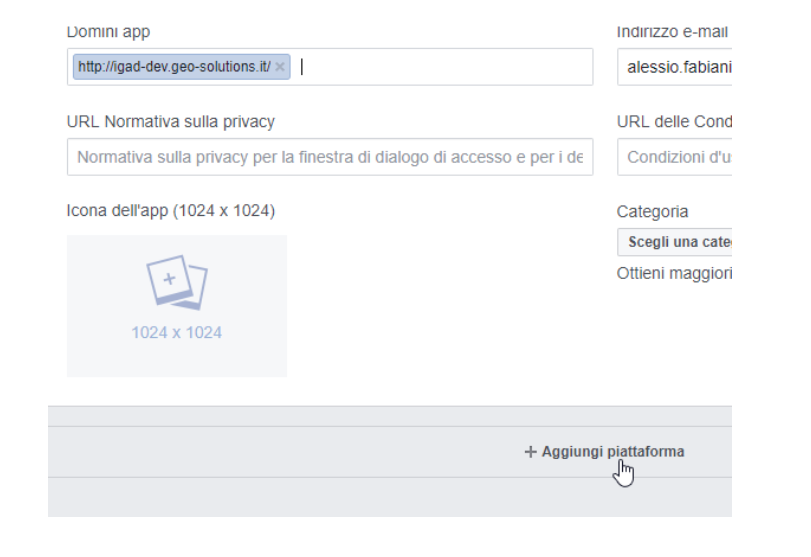 Domini app
http://igad-dev.geo-solutions.it/ ×
URL Normativa sulla privacy
Normativa sulla privacy per la finestra di dialogo di accesso e per i de
Icona dell'app (1024 x 1024)
1024 x 1024
Indirizzo e-mail
alessio.fabiani
URL delle Cond
Condizioni d'u
Categoria
Scegli una cate
Ottieni maggiori
+ Aggiungi piattaforma